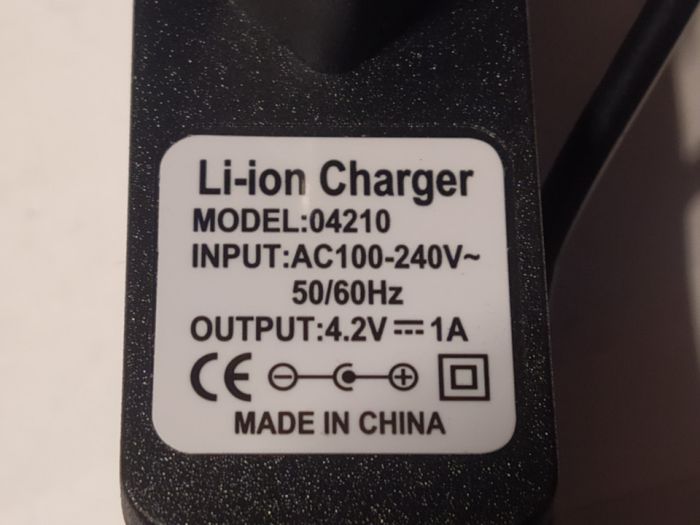 Li-ion Charger
MODEL:04210
INPUT:AC100-240V~
50/60Hz
OUTPUT:4.2V⎓1A
CE
MADE IN CHINA